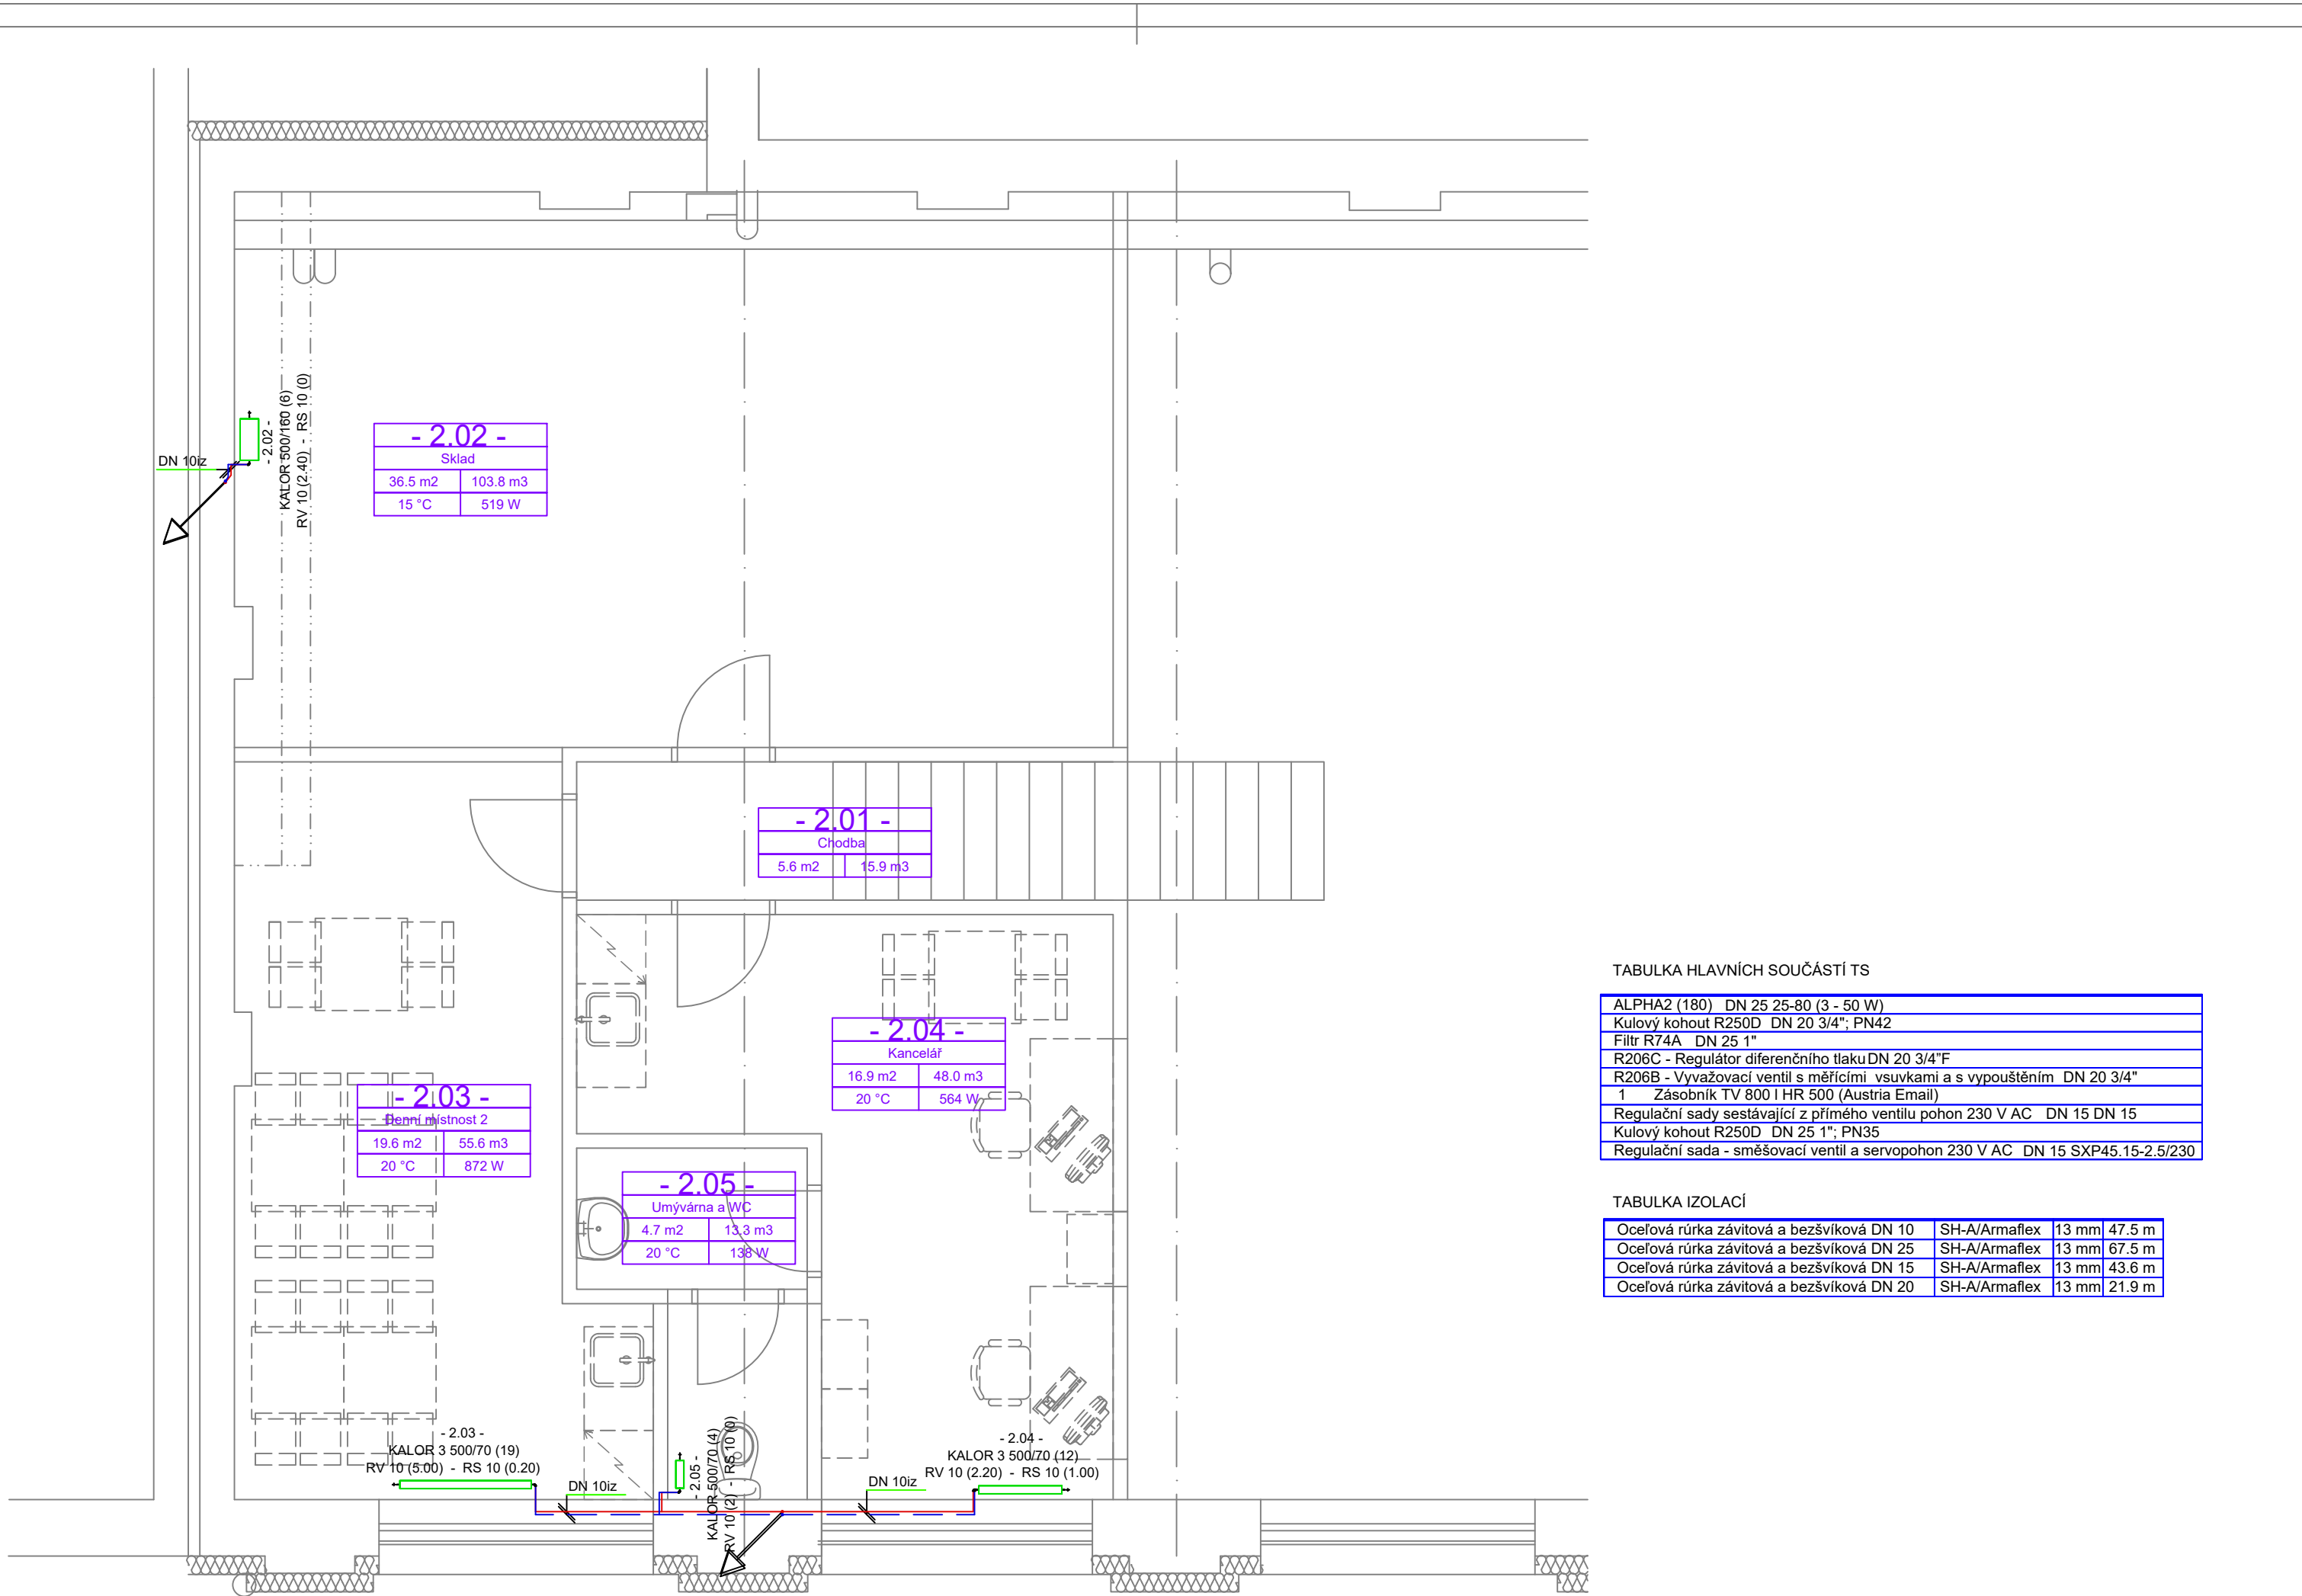 DN 10iz
- 2.02 -
KALOR 500/160 (6)
RV 10 (2.40) - RS 10 (0)
- 2.02 -
Sklad
36.5 m2 103.8 m3
15 °C 519 W
- 2.01 -
Chodba
5.6 m2 15.9 m3
- 2.04 -
Kancelář
16.9 m2 48.0 m3
20 °C 564 W
- 2.03 -
Denní místnost 2
19.6 m2 55.6 m3
20 °C 872 W
- 2.05 -
Umývárna a WC
4.7 m2 13.3 m3
20 °C 138 W
- 2.03 -
KALOR 3 500/70 (19)
RV 10 (5.00) - RS 10 (0.20)
DN 10iz
- 2.05 -
KALOR 500/70 (4)
RV 10 (2) - RS 10 (0)
DN 10iz
- 2.04 -
KALOR 3 500/70 (12)
RV 10 (2.20) - RS 10 (1.00)
TABULKA HLAVNÍCH SOUČÁSTÍ TS
ALPHA2 (180) DN 25 25-80 (3 - 50 W)
Kulový kohout R250D DN 20 3/4"; PN42
Filtr R74A DN 25 1"
R206C - Regulátor diferenčního tlaku DN 20 3/4"F
R206B - Vyvažovací ventil s měřícími vsuvkami a s vypouštěním DN 20 3/4"
1 Zásobník TV 800 l HR 500 (Austria Email)
Regulační sady sestávající z přímého ventilu pohon 230 V AC DN 15 DN 15
Kulový kohout R250D DN 25 1"; PN35
Regulační sada - směšovací ventil a servopohon 230 V AC DN 15 SXP45.15-2.5/230
TABULKA IZOLACÍ
Oceľová rúrka závitová a bezšvíková DN 10 SH-A/Armaflex 13 mm 47.5 m
Oceľová rúrka závitová a bezšvíková DN 25 SH-A/Armaflex 13 mm 67.5 m
Oceľová rúrka závitová a bezšvíková DN 15 SH-A/Armaflex 13 mm 43.6 m
Oceľová rúrka závitová a bezšvíková DN 20 SH-A/Armaflex 13 mm 21.9 m